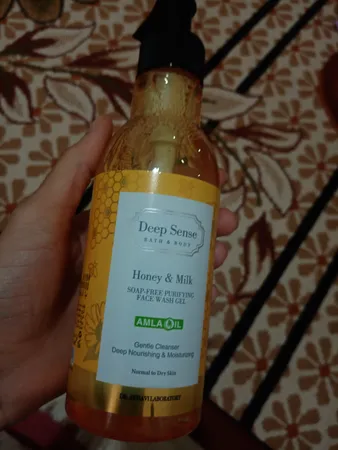 Deep Sense
BATH & BODY
Honey & Milk
SOAP-FREE PURIFYING
FACE WASH GEL
AMLA OIL
Gentle Cleanser
Deep Nourishing & Moisturizing
Normal to Dry Skin
LABORATORY